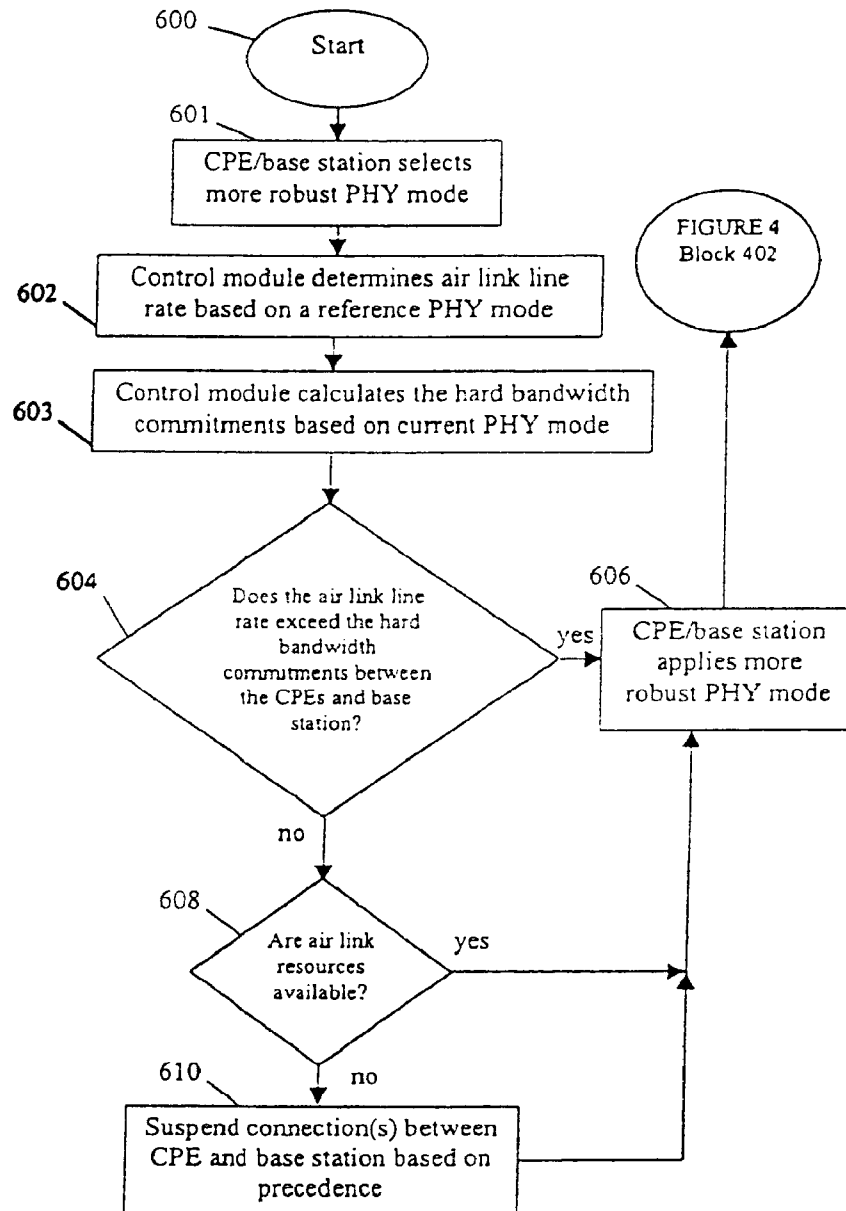 600
Start
601
CPE/base station selects
more robust PHY mode
FIGURE 4
Block 402
602
Control module determines air link line
rate based on a reference PHY mode
603
Control module calculates the hard bandwidth
commitments based on current PHY mode
604
Does the air link line
rate exceed the hard
bandwidth
commitments between
the CPEs and base
station?
yes
606
CPE/base station
applies more
robust PHY mode
no
608
Are air link
resources
available?
yes
no
610
Suspend connection(s) between
CPE and base station based on
precedence